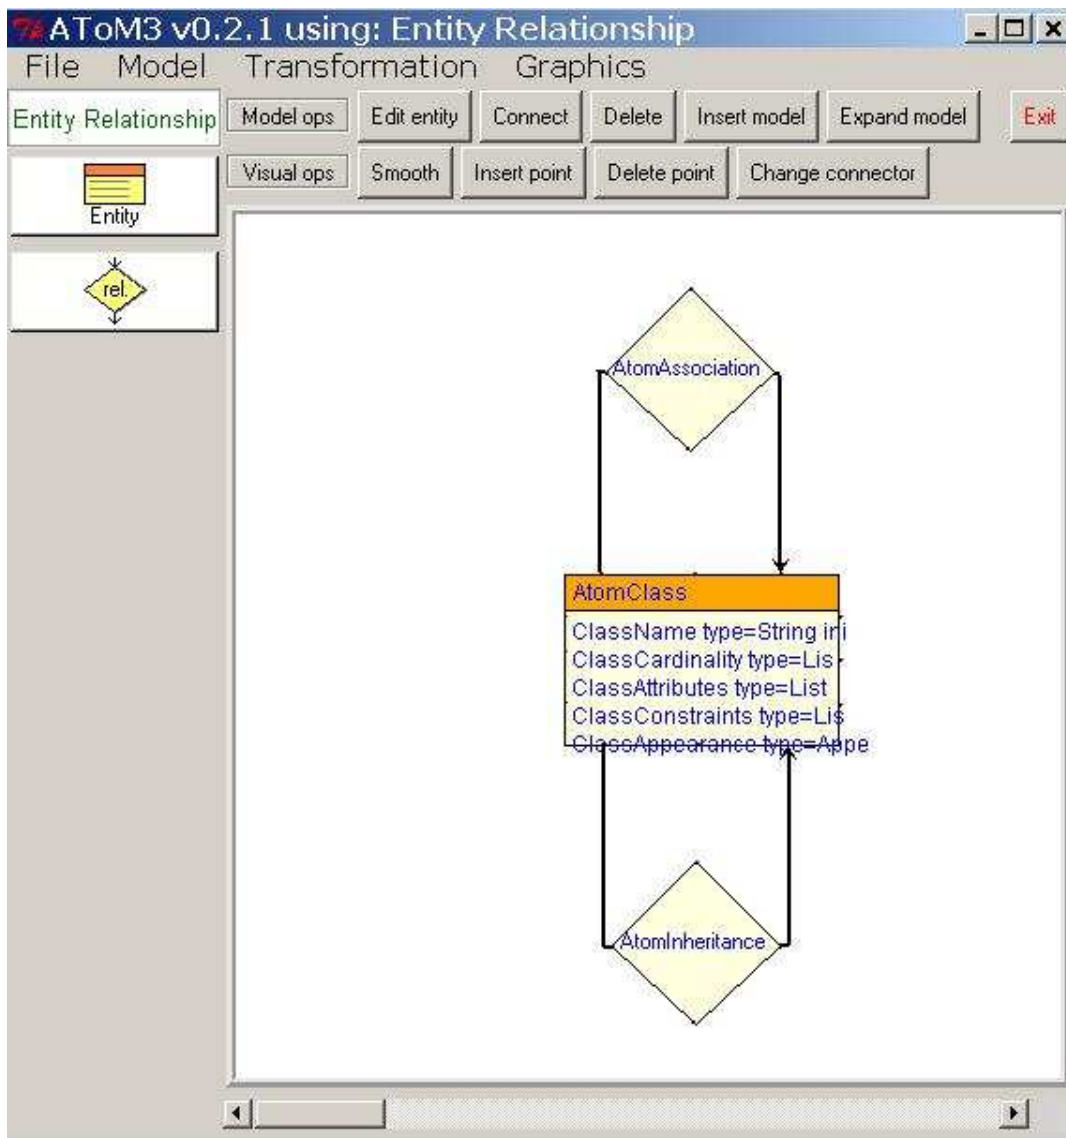 AToM3 v0.2.1 using: Entity Relationship
File Model Transformation Graphics
Entity Relationship Model ops Edit entity Connect Delete Insert model Expand model Exit
Visual ops Smooth Insert point Delete point Change connector
Entity
rel.
AtomAssociation
AtomClass
ClassName type=String ini
ClassCardinality type=Lis
ClassAttributes type=List
ClassConstraints type=Lis
ClassAppearance type=Appe
AtomInheritance